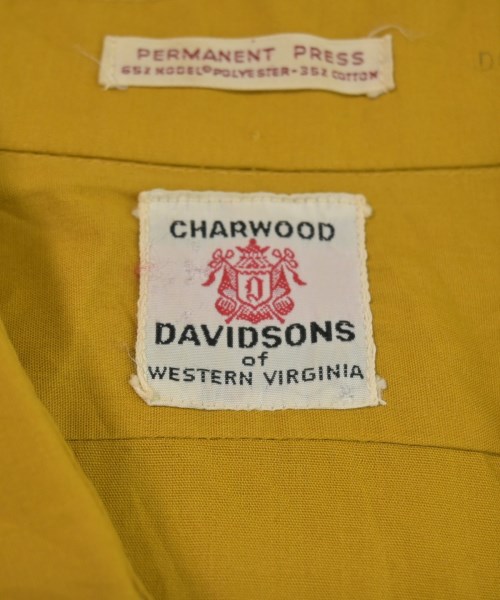 PERMANENT PRESS
65% KODEL® POLYESTER - 35% COTTON
CHARWOOD
D
DAVIDSONS
of
WESTERN VIRGINIA